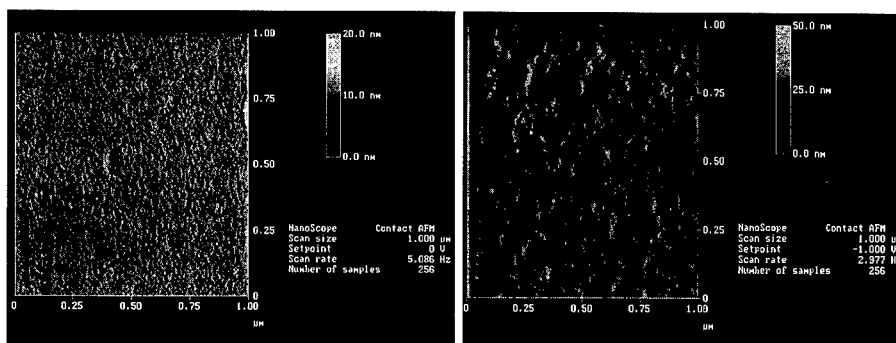 1.00
20.0 nM
0.75
10.0 nM
0.50
0.0 nM
0.25
NanoScope Contact AFM
Scan size 1.000 µM
Setpoint 0 V
Scan rate 5.086 Hz
Number of samples 256
0
0 0.25 0.50 0.75 1.00
µM
1.00
50.0 nM
0.75
25.0 nM
0.50
0.0 nM
0.25
NanoScope Contact AFM
Scan size 1.000 µ
Setpoint -1.000 V
Scan rate 2.977 H
Number of samples 256
0
0 0.25 0.50 0.75 1.00
µM